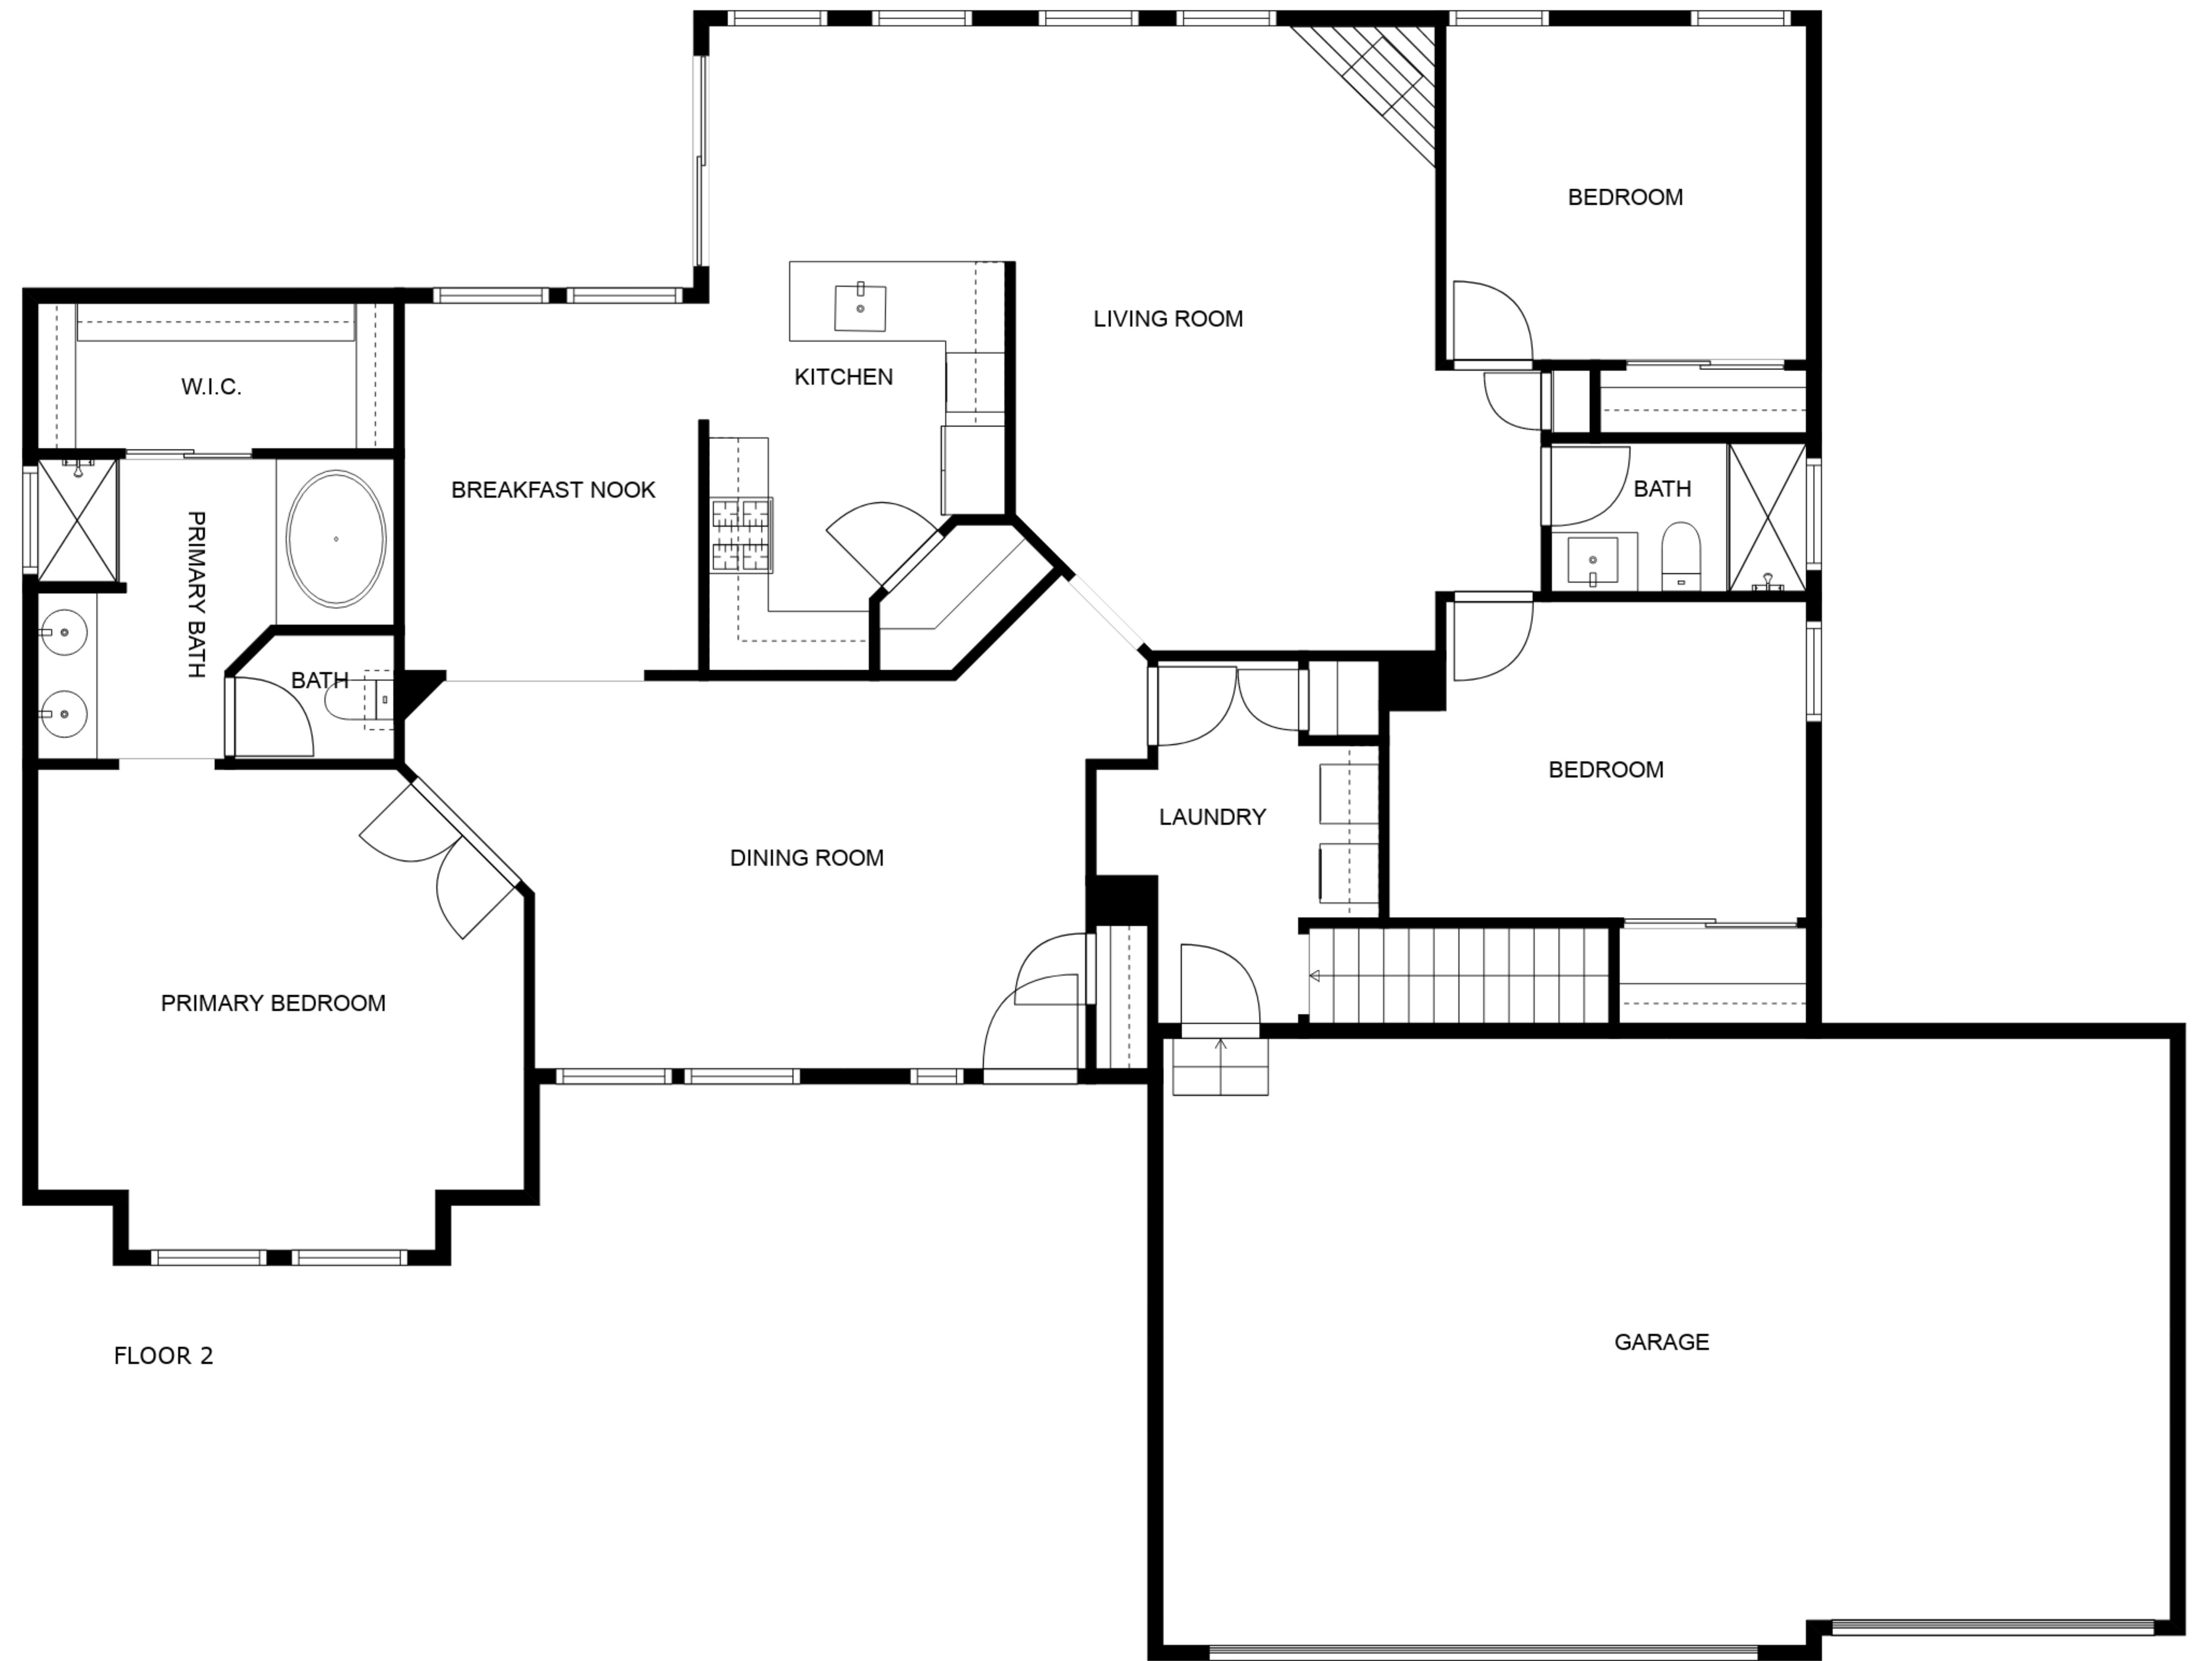 BEDROOM
LIVING ROOM
KITCHEN
W.I.C.
BREAKFAST NOOK
BATH
PRIMARY BATH
BATH
BEDROOM
LAUNDRY
DINING ROOM
PRIMARY BEDROOM
GARAGE
FLOOR 2